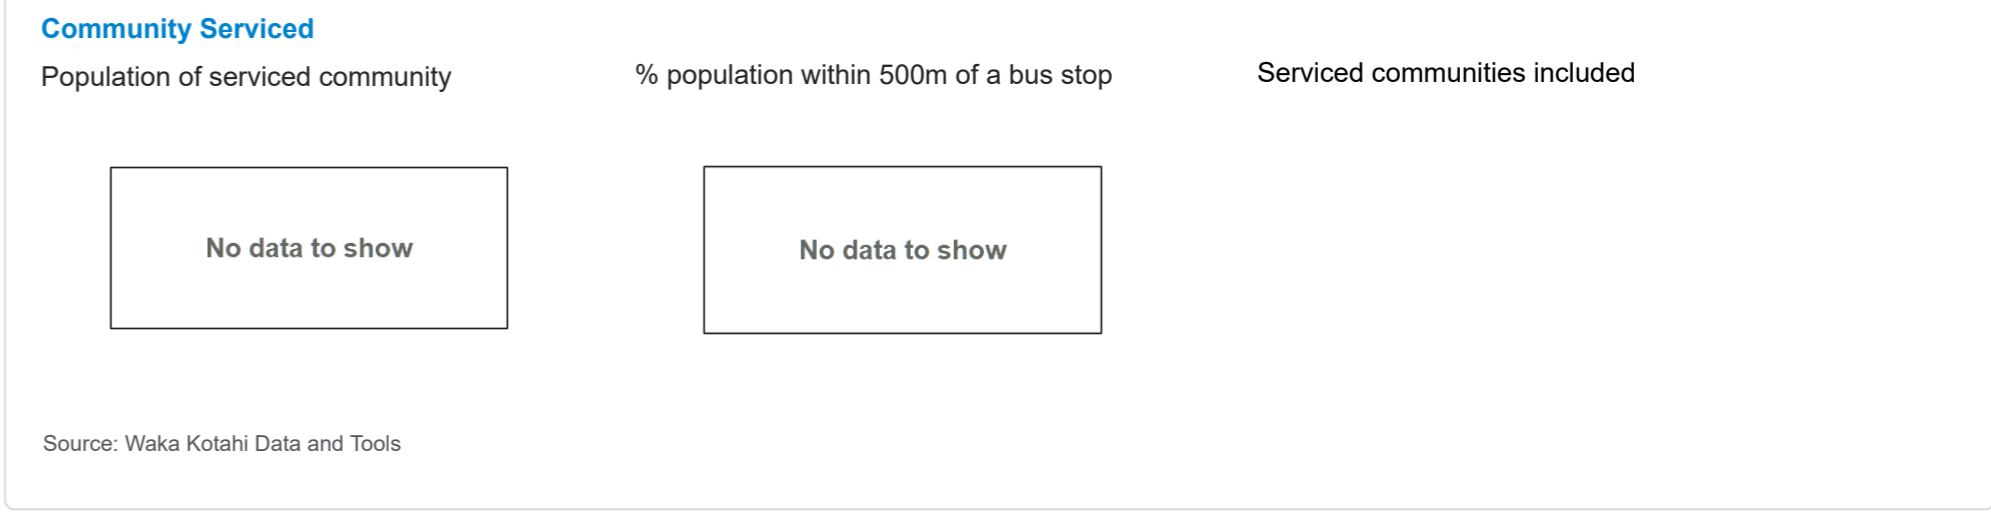 Community Serviced
Population of serviced community
% population within 500m of a bus stop
Serviced communities included
No data to show
No data to show
Source: Waka Kotahi Data and Tools